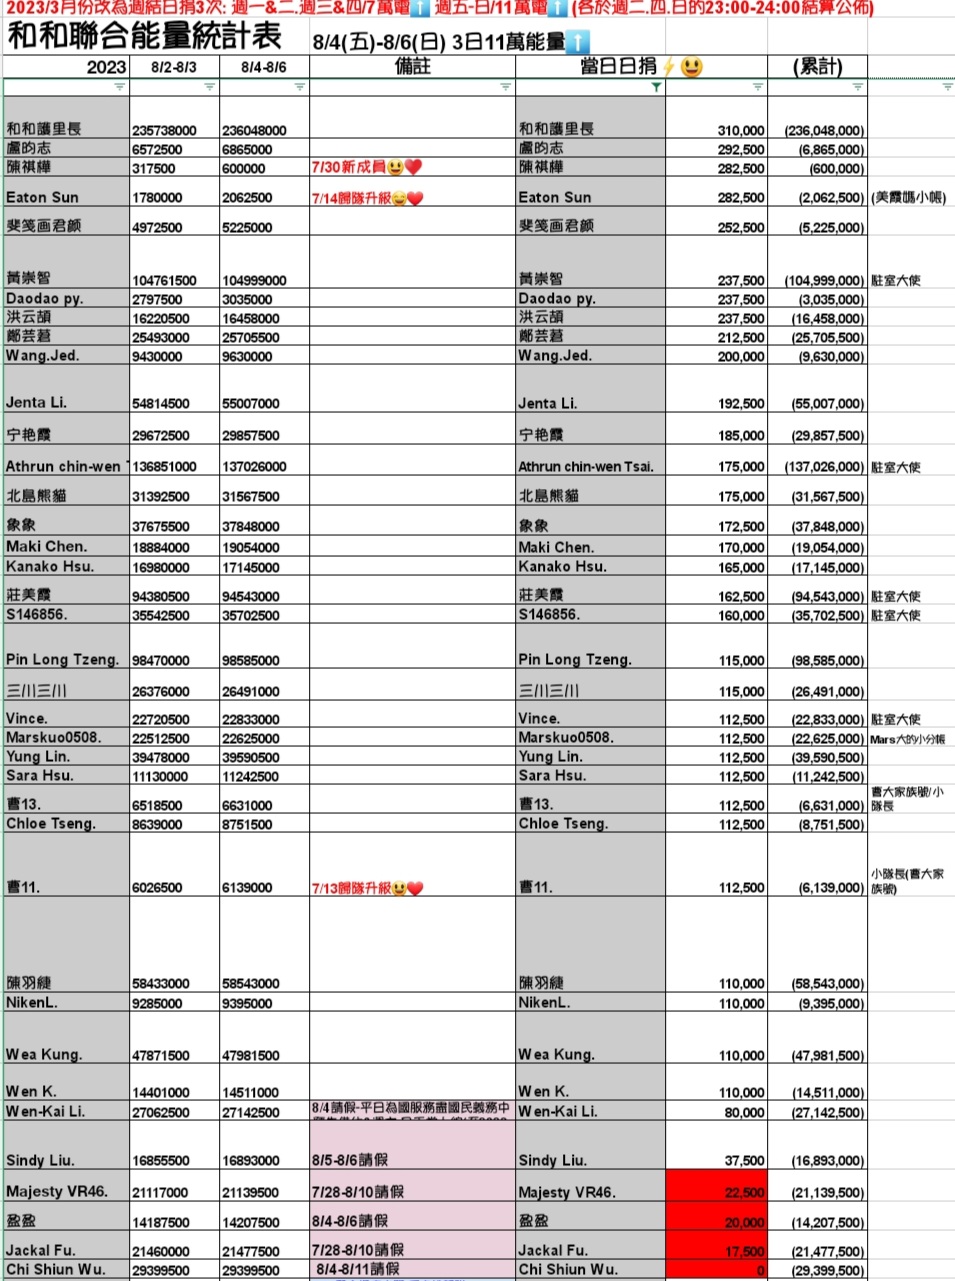 2023/3月份改為週結日捐3次: 週一&二.週三&四/7萬電⬆️ 週五-日/11萬電⬆️ (各於週二.四.日的23:00-24:00結算公佈)
和和聯合能量統計表 8/4(五)-8/6(日) 3日11萬能量⬆️
2023 8/2-8/3 8/4-8/6 備註 當日日捐⚡😃 (累計)
和和護里長 235738000 236048000 和和護里長 310,000 (236,048,000)
盧昀志 6572500 6865000 盧昀志 292,500 (6,865,000)
陳祺樺 317500 600000 7/30新成員😃❤️ 陳祺樺 282,500 (600,000)
Eaton Sun 1780000 2062500 7/14歸隊升級😄❤️ Eaton Sun 282,500 (2,062,500) (美霞媽小帳)
斐笺画君颜 4972500 5225000 斐笺画君颜 252,500 (5,225,000)
黃崇智 104761500 104999000 黃崇智 237,500 (104,999,000) 駐室大使
Daodao py. 2797500 3035000 Daodao py. 237,500 (3,035,000)
洪云頡 16220500 16458000 洪云頡 237,500 (16,458,000)
鄭芸莙 25493000 25705500 鄭芸莙 212,500 (25,705,500)
Wang.Jed. 9430000 9630000 Wang.Jed. 200,000 (9,630,000)
Jenta Li. 54814500 55007000 Jenta Li. 192,500 (55,007,000)
宁艳霞 29672500 29857500 宁艳霞 185,000 (29,857,500)
Athrun chin-wen 136851000 137026000 Athrun chin-wen Tsai. 175,000 (137,026,000) 駐室大使
北島熊貓 31392500 31567500 北島熊貓 175,000 (31,567,500)
象象 37675500 37848000 象象 172,500 (37,848,000)
Maki Chen. 18884000 19054000 Maki Chen. 170,000 (19,054,000)
Kanako Hsu. 16980000 17145000 Kanako Hsu. 165,000 (17,145,000)
莊美霞 94380500 94543000 莊美霞 162,500 (94,543,000) 駐室大使
S146856. 35542500 35702500 S146856. 160,000 (35,702,500) 駐室大使
Pin Long Tzeng. 98470000 98585000 Pin Long Tzeng. 115,000 (98,585,000)
三川三川 26376000 26491000 三川三川 115,000 (26,491,000)
Vince. 22720500 22833000 Vince. 112,500 (22,833,000) 駐室大使
Marskuo0508. 22512500 22625000 Marskuo0508. 112,500 (22,625,000) Mars大的小分帳
Yung Lin. 39478000 39590500 Yung Lin. 112,500 (39,590,500)
Sara Hsu. 11130000 11242500 Sara Hsu. 112,500 (11,242,500)
曹13. 6518500 6631000 曹13. 112,500 (6,631,000) 曹大家族號/小隊長
Chloe Tseng. 8639000 8751500 Chloe Tseng. 112,500 (8,751,500)
曹11. 6026500 6139000 7/13歸隊升級😃❤️ 曹11. 112,500 (6,139,000) 小隊長(曹大家族號)
陳羽緁 58433000 58543000 陳羽緁 110,000 (58,543,000)
NikenL. 9285000 9395000 NikenL. 110,000 (9,395,000)
Wea Kung. 47871500 47981500 Wea Kung. 110,000 (47,981,500)
Wen K. 14401000 14511000 Wen K. 110,000 (14,511,000)
Wen-Kai Li. 27062500 27142500 8/4請假-平日為國服務盡國民義務中 Wen-Kai Li. 80,000 (27,142,500)
Sindy Liu. 16855500 16893000 8/5-8/6請假 Sindy Liu. 37,500 (16,893,000)
Majesty VR46. 21117000 21139500 7/28-8/10請假 Majesty VR46. 22,500 (21,139,500)
盈盈 14187500 14207500 8/4-8/6請假 盈盈 20,000 (14,207,500)
Jackal Fu. 21460000 21477500 7/28-8/10請假 Jackal Fu. 17,500 (21,477,500)
Chi Shiun Wu. 29399500 29399500 8/4-8/11請假 Chi Shiun Wu. 0 (29,399,500)